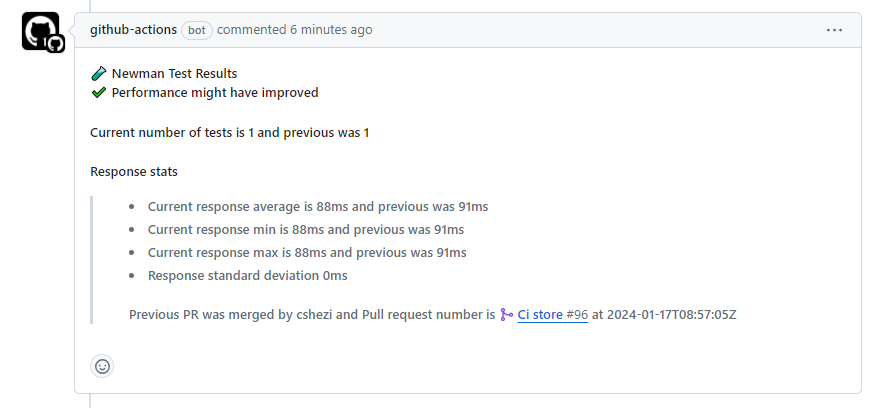 github-actions bot commented 6 minutes ago
Newman Test Results
Performance might have improved
Current number of tests is 1 and previous was 1
Response stats
Current response average is 88ms and previous was 91ms
Current response min is 88ms and previous was 91ms
Current response max is 88ms and previous was 91ms
Response standard deviation 0ms
Previous PR was merged by cshezi and Pull request number is Ci store #96 at 2024-01-17T08:57:05Z